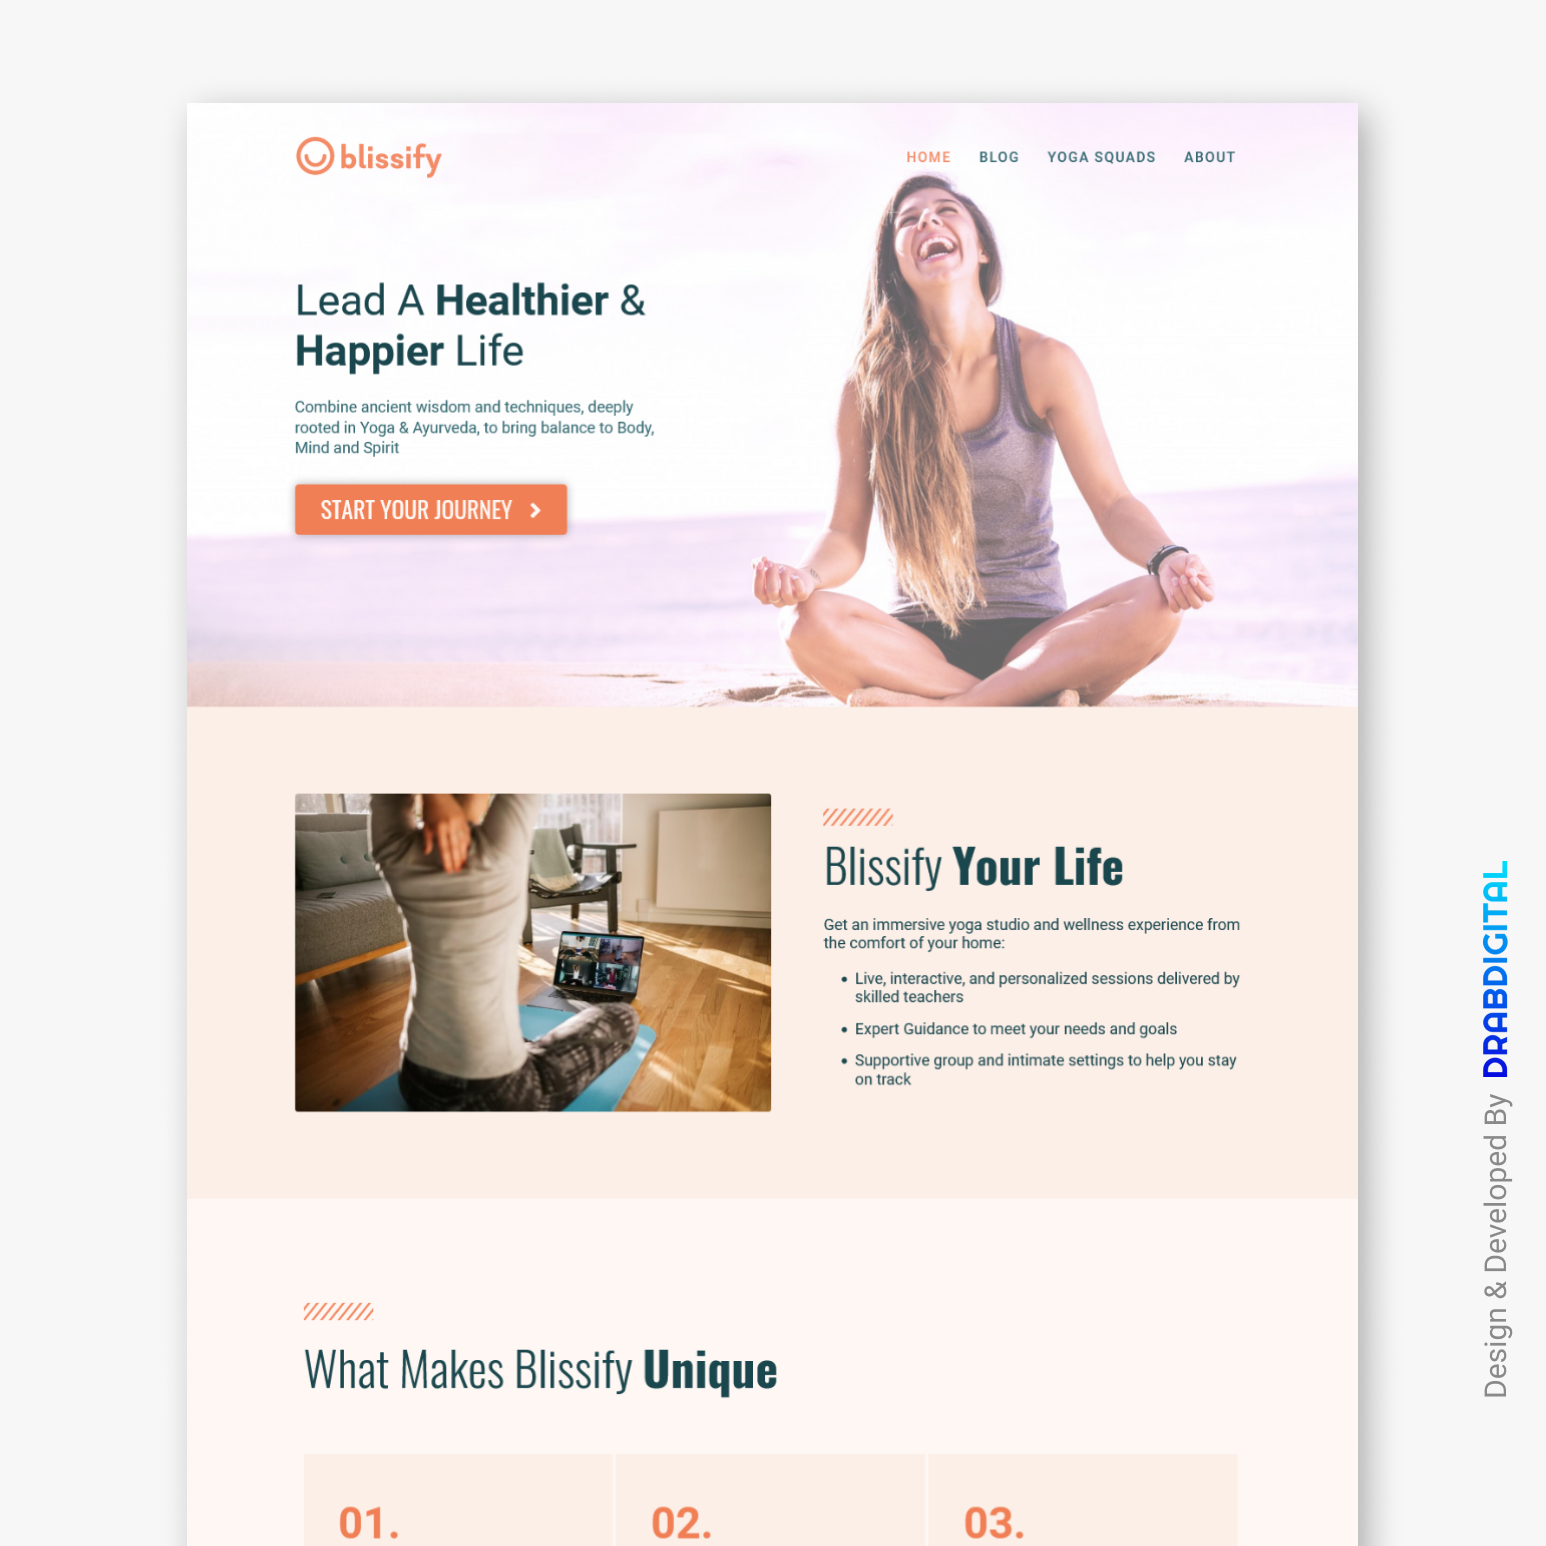 blissify
HOME BLOG YOGA SQUADS ABOUT
Lead A Healthier &
Happier Life
Combine ancient wisdom and techniques, deeply
rooted in Yoga & Ayurveda, to bring balance to Body,
Mind and Spirit
START YOUR JOURNEY
Blissify Your Life
Get an immersive yoga studio and wellness experience from
the comfort of your home:
• Live, interactive, and personalized sessions delivered by
skilled teachers
• Expert Guidance to meet your needs and goals
• Supportive group and intimate settings to help you stay
on track
What Makes Blissify Unique
01. 02. 03.
Design & Developed By DRABDIGITAL